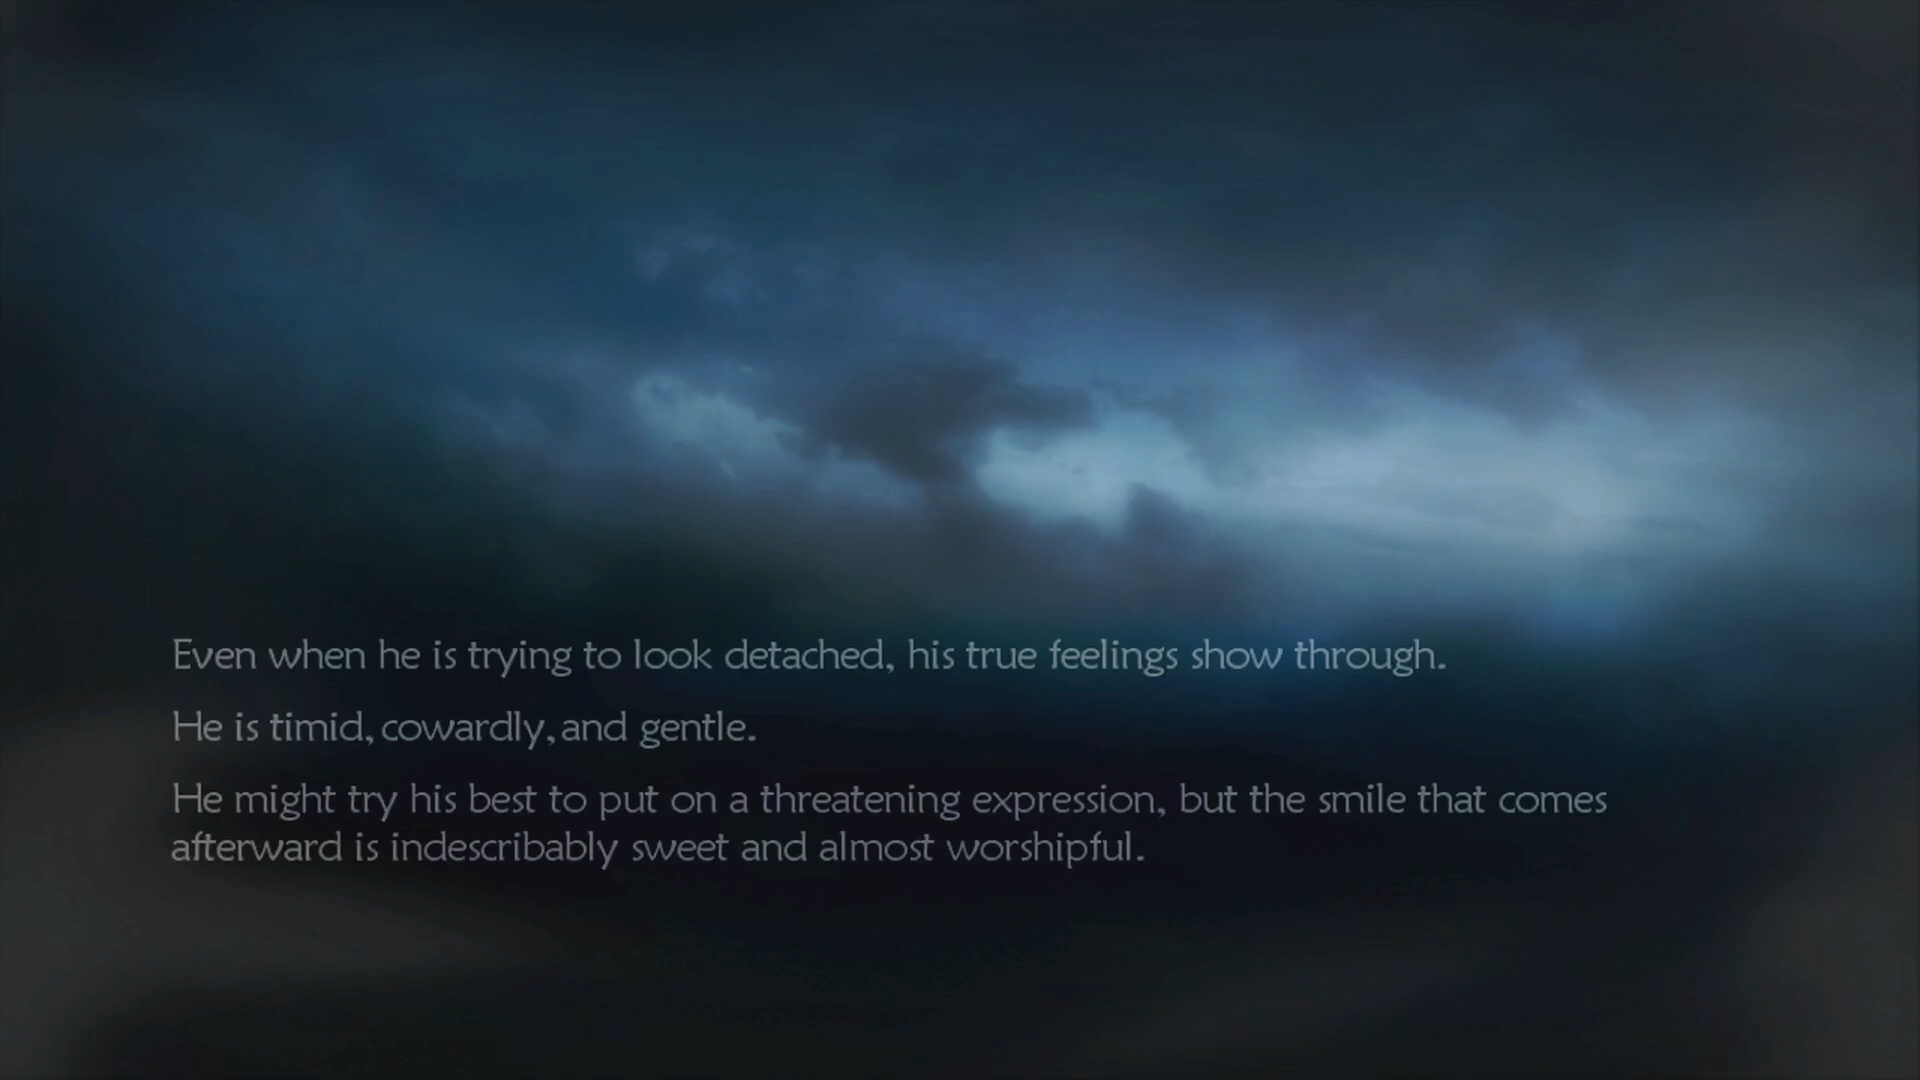 Even when he is trying to look detached, his true feelings show through.
He is timid, cowardly, and gentle.
He might try his best to put on a threatening expression, but the smile that comes
afterward is indescribably sweet and almost worshipful.